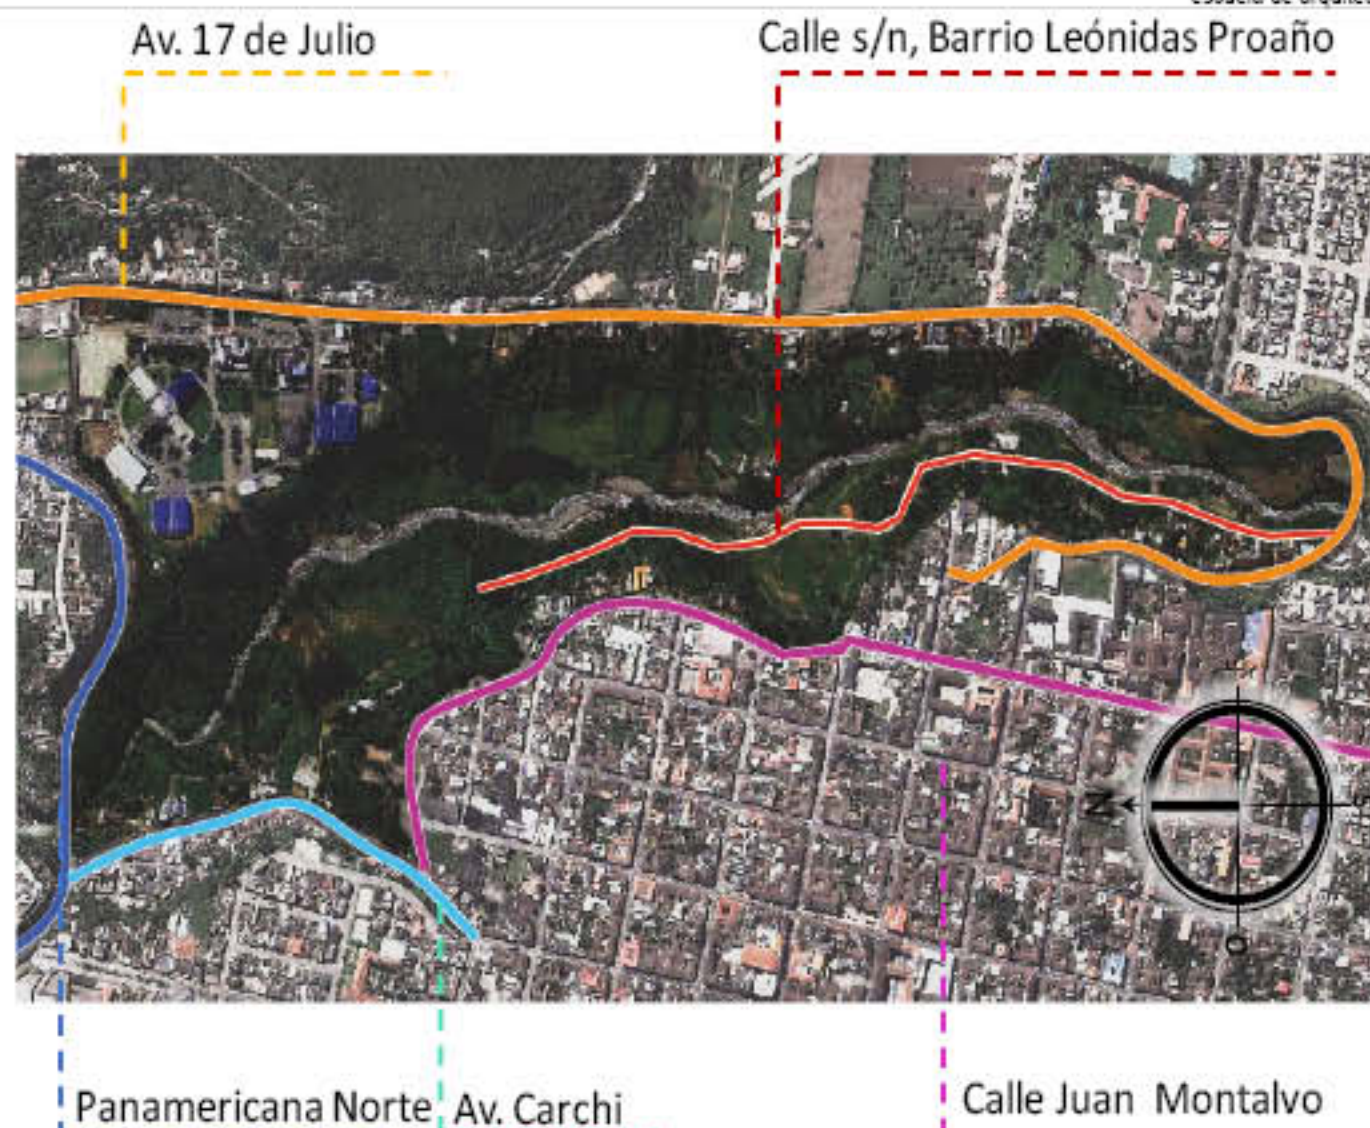 Av. 17 de Julio
Calle s/n, Barrio Leónidas Proaño
N
O
Panamericana Norte
Av. Carchi
Calle Juan Montalvo